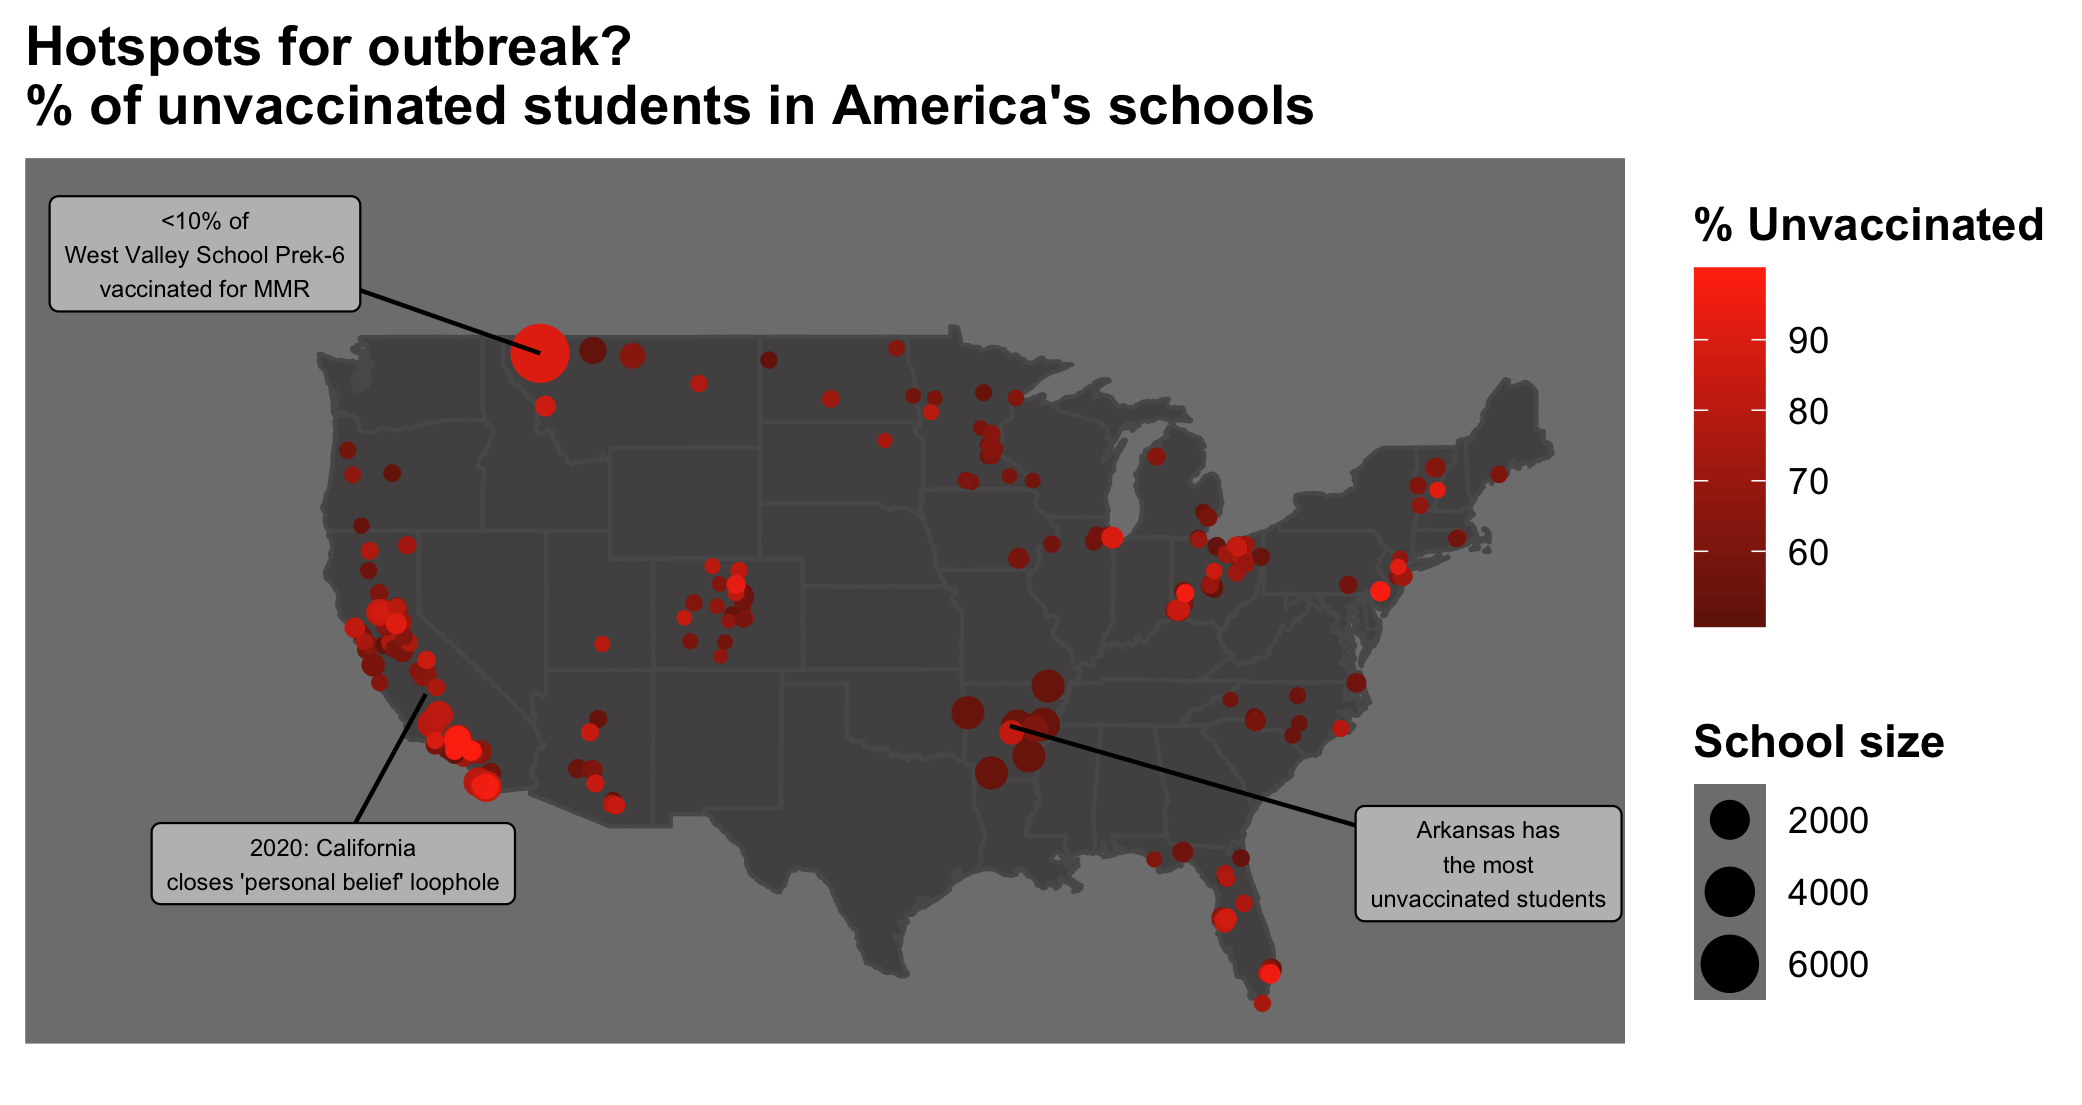 Hotspots for outbreak?
% of unvaccinated students in America's schools
<10% of
West Valley School Prek-6
vaccinated for MMR
2020: California
closes 'personal belief' loophole
Arkansas has
the most
unvaccinated students
% Unvaccinated
90
80
70
60
School size
2000
4000
6000